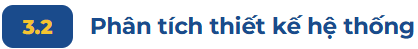 3.2 Phân tích thiết kế hệ thống